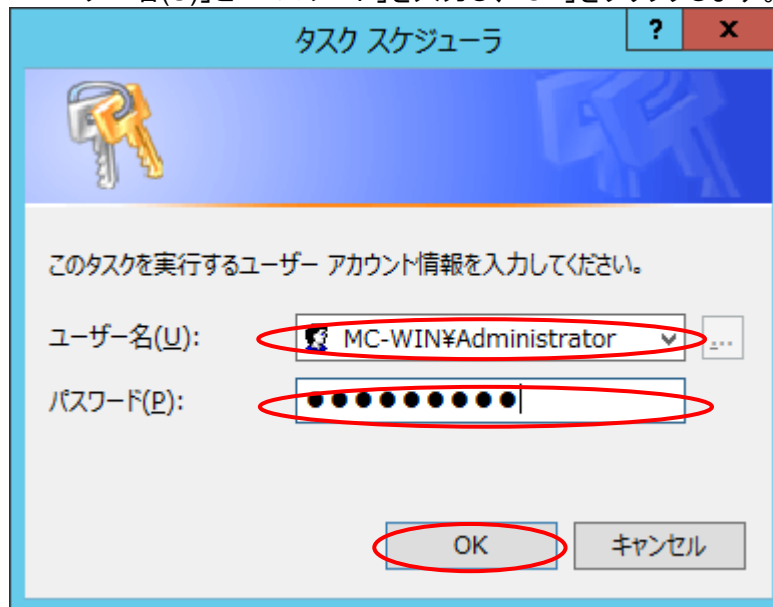 タスク スケジューラ
? x
このタスクを実行するユーザー アカウント情報を入力してください。
ユーザー名(U):
MC-WIN¥Administrator
...
パスワード(P):
●●●●●●●●●
OK
キャンセル